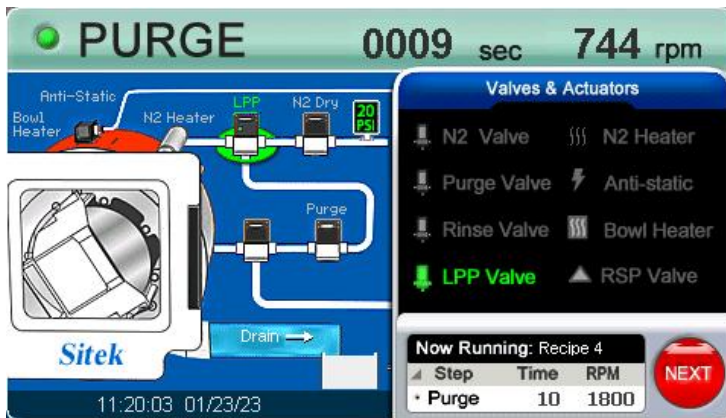 PURGE 0009 sec 744 rpm
Anti-Static
Bowl
Heater
N2 Heater
LPP
N2 Dry
20
PSI
Purge
Drain
Sitek
11:20:03 01/23/23
Valves & Actuators
N2 Valve
N2 Heater
Purge Valve
Anti-static
Rinse Valve
Bowl Heater
LPP Valve
RSP Valve
Now Running: Recipe 4
Step Time RPM
Purge 10 1800
NEXT